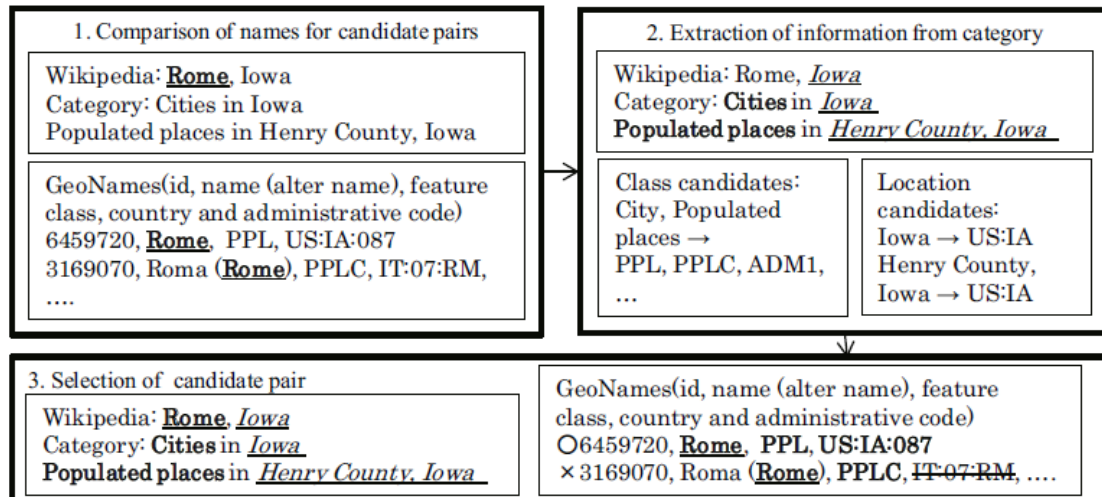 1. Comparison of names for candidate pairs
Wikipedia: Rome, Iowa
Category: Cities in Iowa
Populated places in Henry County, Iowa
GeoNames(id, name (alter name), feature
class, country and administrative code)
6459720, Rome, PPL, US:IA:087
3169070, Roma (Rome), PPLC, IT:07:RM,
....
2. Extraction of information from category
Wikipedia: Rome, Iowa
Category: Cities in Iowa
Populated places in Henry County, Iowa
Class candidates:
City, Populated
places →
PPL, PPLC, ADM1,
...
Location
candidates:
Iowa → US:IA
Henry County,
Iowa → US:IA
3. Selection of candidate pair
Wikipedia: Rome, Iowa
Category: Cities in Iowa
Populated places in Henry County, Iowa
GeoNames(id, name (alter name), feature
class, country and administrative code)
○6459720, Rome, PPL, US:IA:087
×3169070, Roma (Rome), PPLC, IT:07:RM, ....